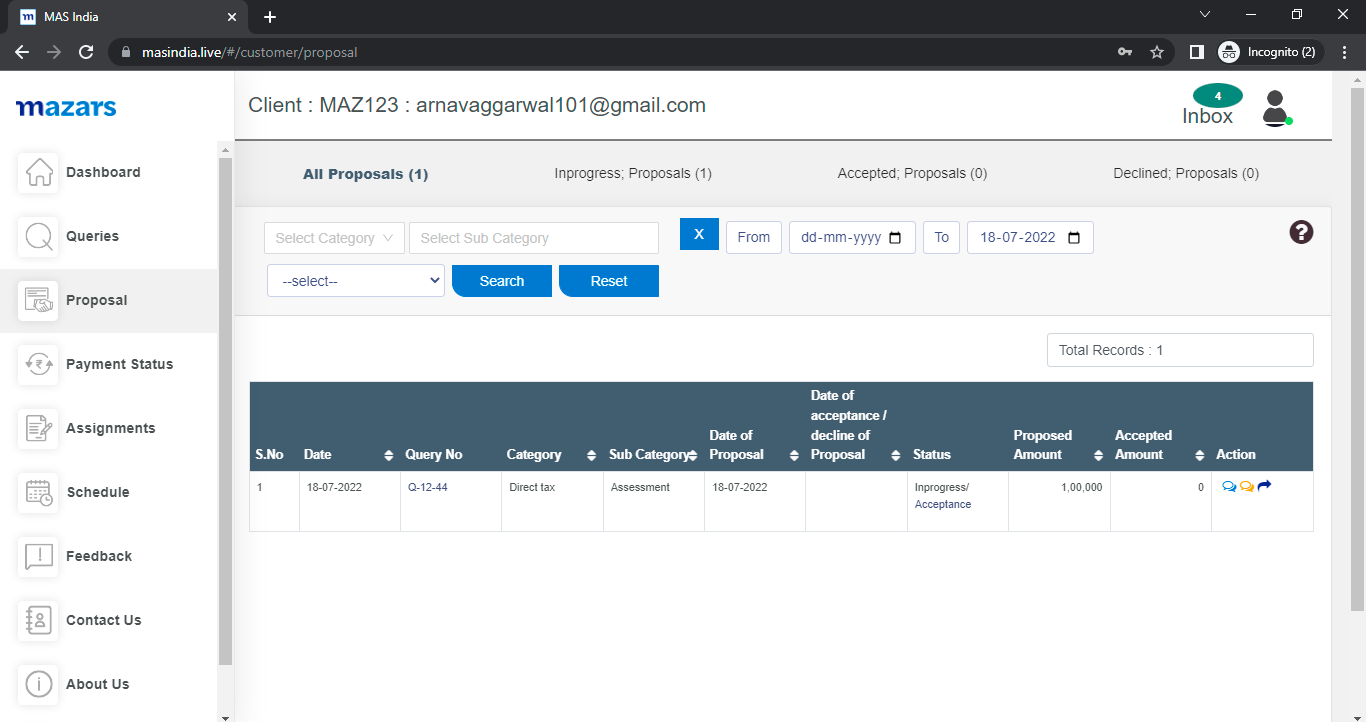 MAS India
masindia.live/#/customer/proposal
Incognito (2)
mazars
Client : MAZ123 : arnavaggarwal101@gmail.com
4
Inbox
Dashboard
Queries
Proposal
Payment Status
Assignments
Schedule
Feedback
Contact Us
About Us
All Proposals (1) Inprogress; Proposals (1) Accepted; Proposals (0) Declined; Proposals (0)
Select Category Select Sub Category X From dd-mm-yyyy To 18-07-2022 ?
--select-- Search Reset
Total Records : 1
S.No Date Query No Category Sub Category Date of Proposal Date of acceptance / decline of Proposal Status Proposed Amount Accepted Amount Action
1 18-07-2022 Q-12-44 Direct tax Assessment 18-07-2022 Inprogress/ Acceptance 1,00,000 0